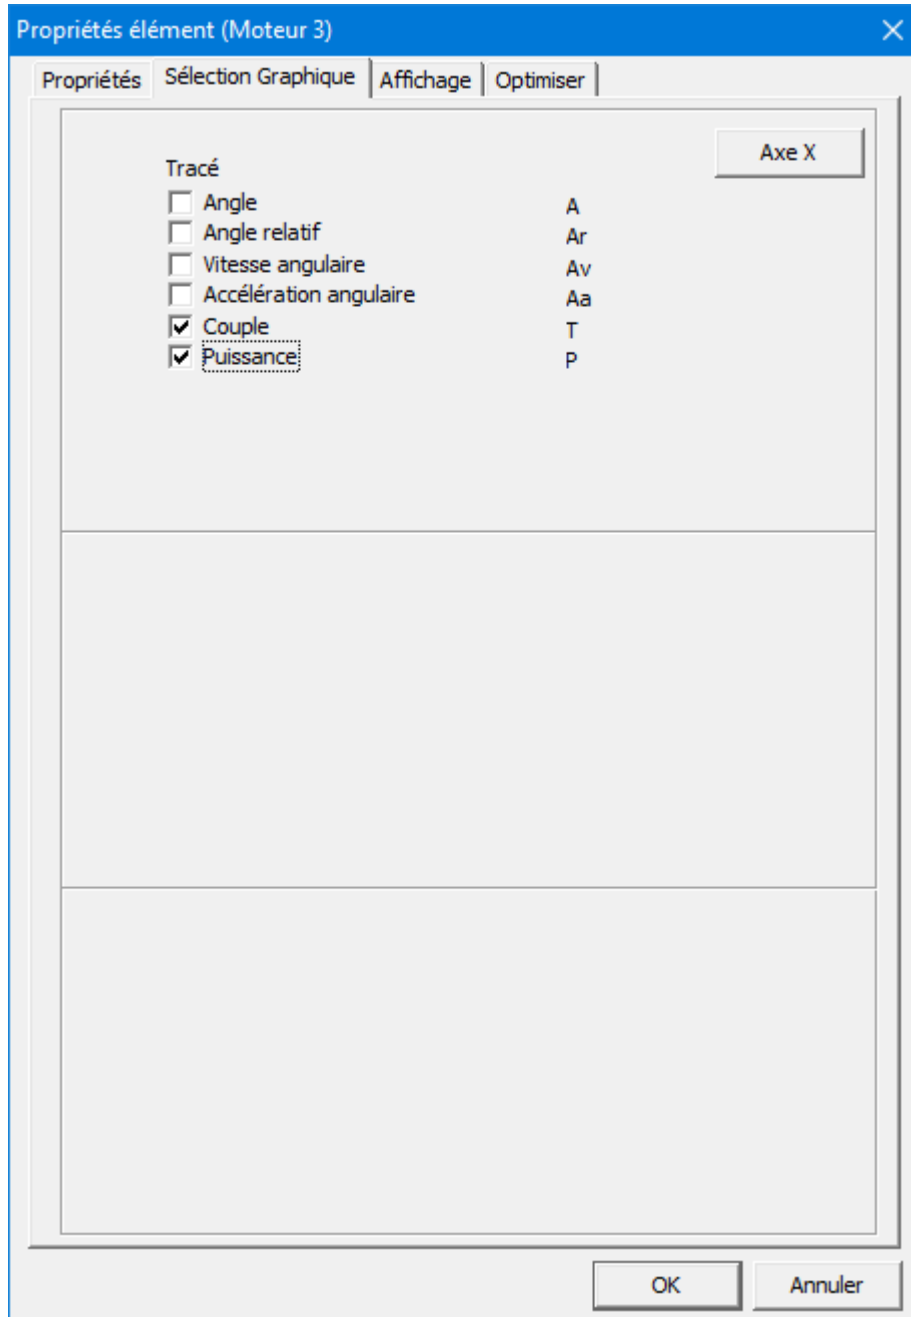 Propriétés élément (Moteur 3)
Propriétés Sélection Graphique Affichage Optimiser
Axe X
Tracé
Angle A
Angle relatif Ar
Vitesse angulaire Av
Accélération angulaire Aa
Couple T
Puissance P
OK Annuler